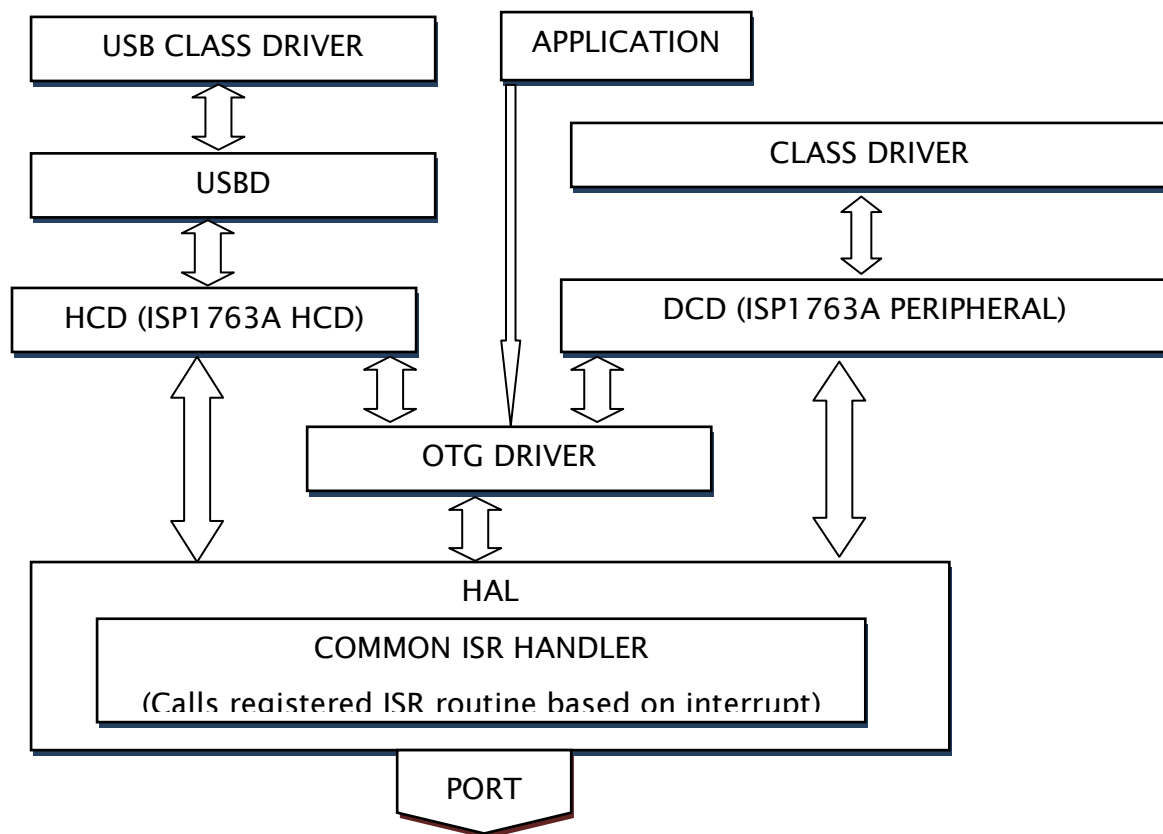 USB CLASS DRIVER
APPLICATION
CLASS DRIVER
USBD
HCD (ISP1763A HCD)
DCD (ISP1763A PERIPHERAL)
OTG DRIVER
HAL
COMMON ISR HANDLER
(Calls registered ISR routine based on interrupt)
PORT